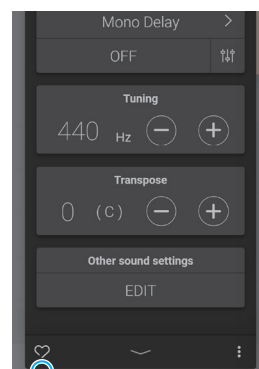 Mono Delay
OFF
Tuning
440 Hz
Transpose
0 (C)
Other sound settings
EDIT